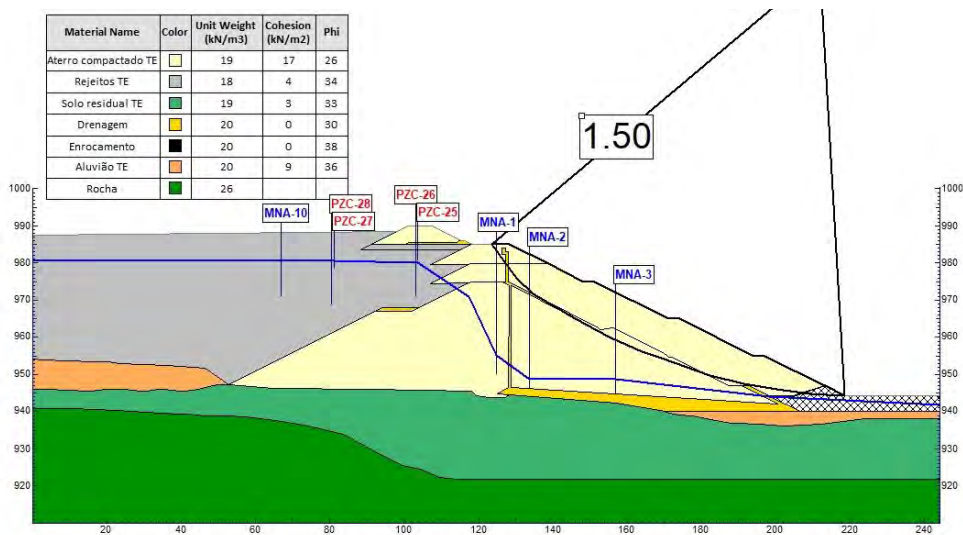 Material Name Color Unit Weight (kN/m3) Cohesion (kN/m2) Phi
Aterro compactado TE 19 17 26
Rejeitos TE 18 4 34
Solo residual TE 19 3 33
Drenagem 20 0 30
Enrocamento 20 0 38
Aluvião TE 20 9 36
Rocha 26
1.50
1000 1000
PZC-28 PZC-26
MNA-10 PZC-27 PZC-25 MNA-1
MNA-2
MNA-3
990 990
980 980
970 970
960 960
950 950
940 940
930 930
920 920
20 40 60 80 100 120 140 160 180 200 220 240